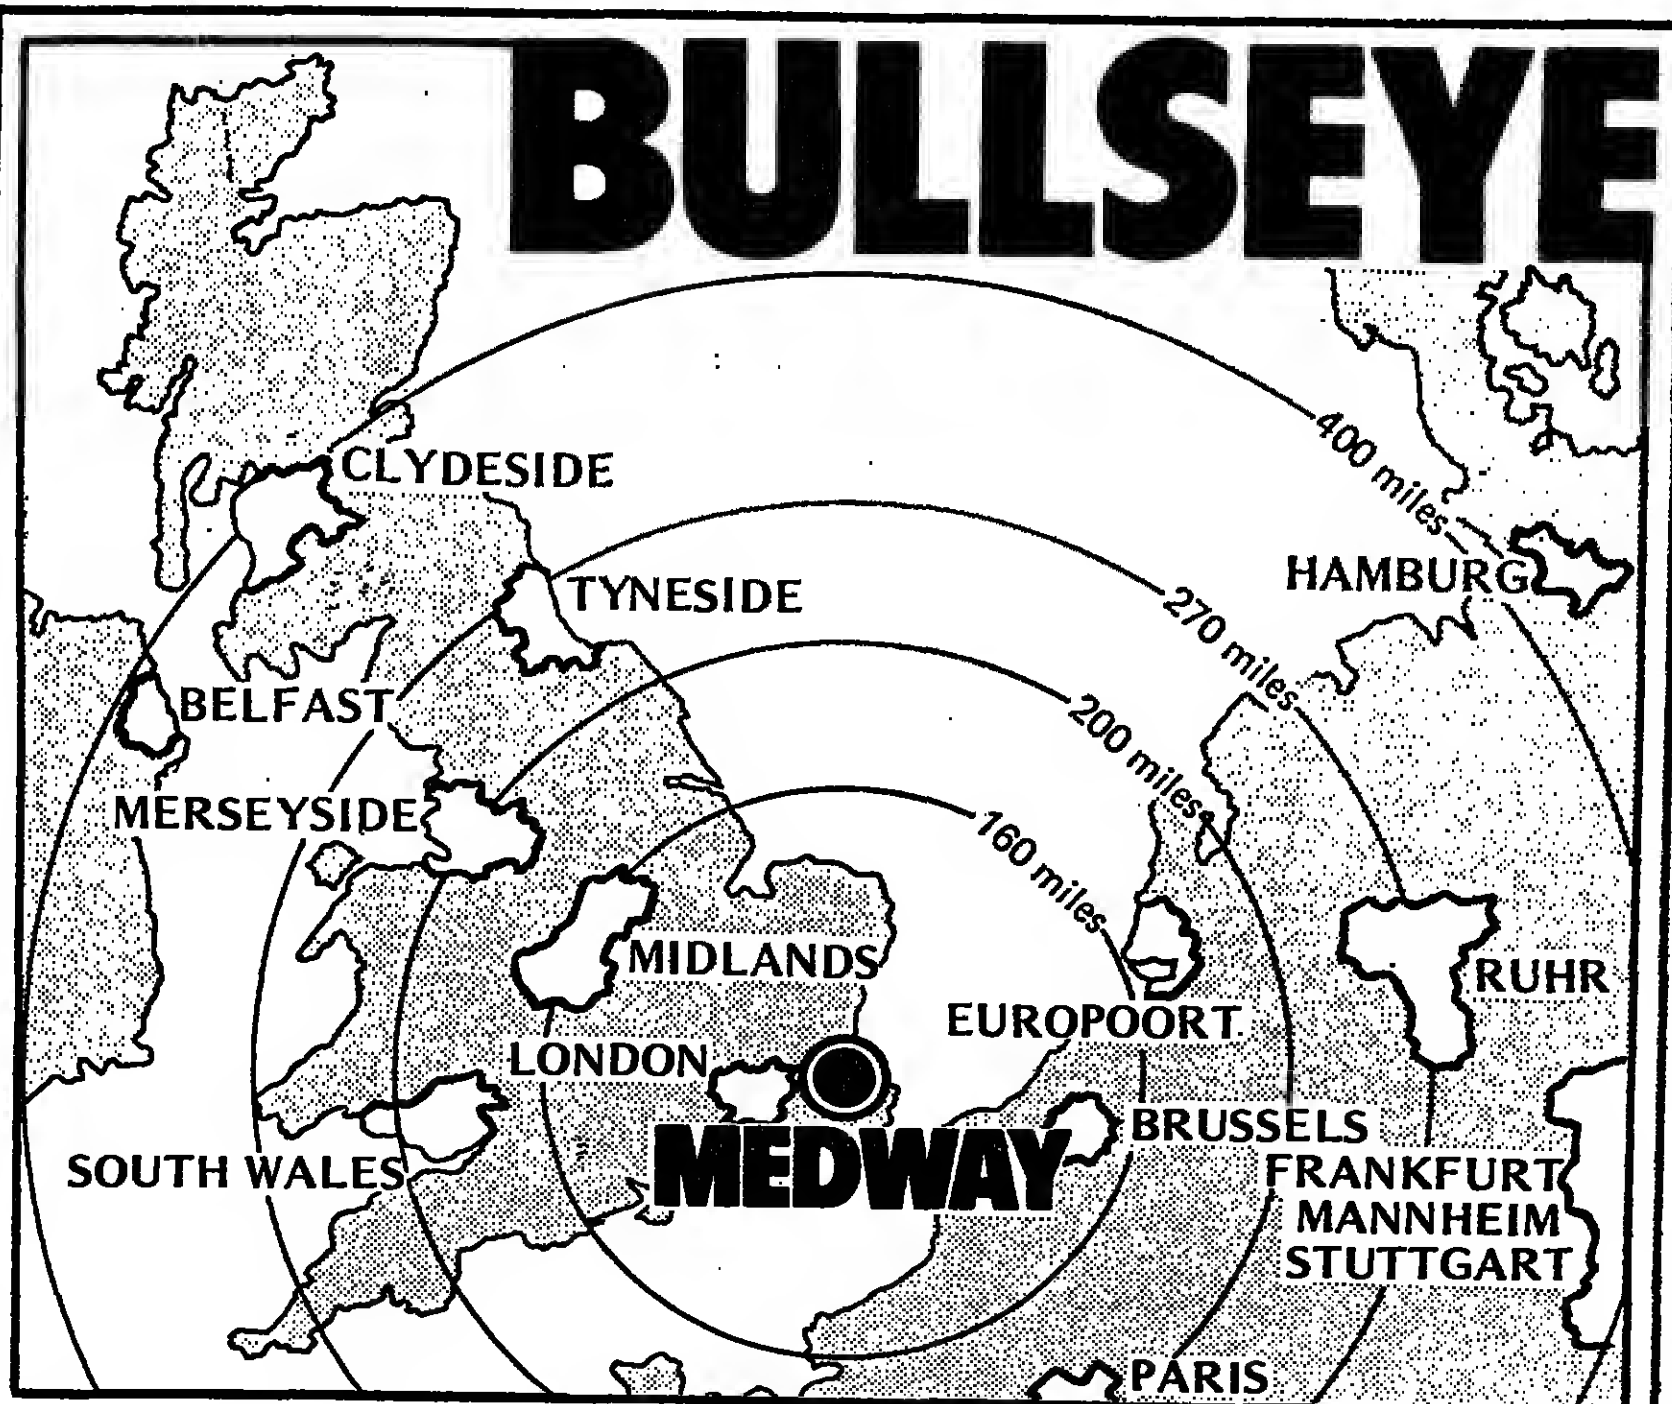 BULLSEYE
400 miles
CLYDESIDE
HAMBURG
TYNESIDE
270 miles
BELFAST
200 miles
MERSEYSIDE
160 miles
MIDLANDS
RUHR
EUROPOORT
LONDON
BRUSSELS
MEDWAY
SOUTH WALES
FRANKFURT
MANNHEIM
STUTTGART
PARIS